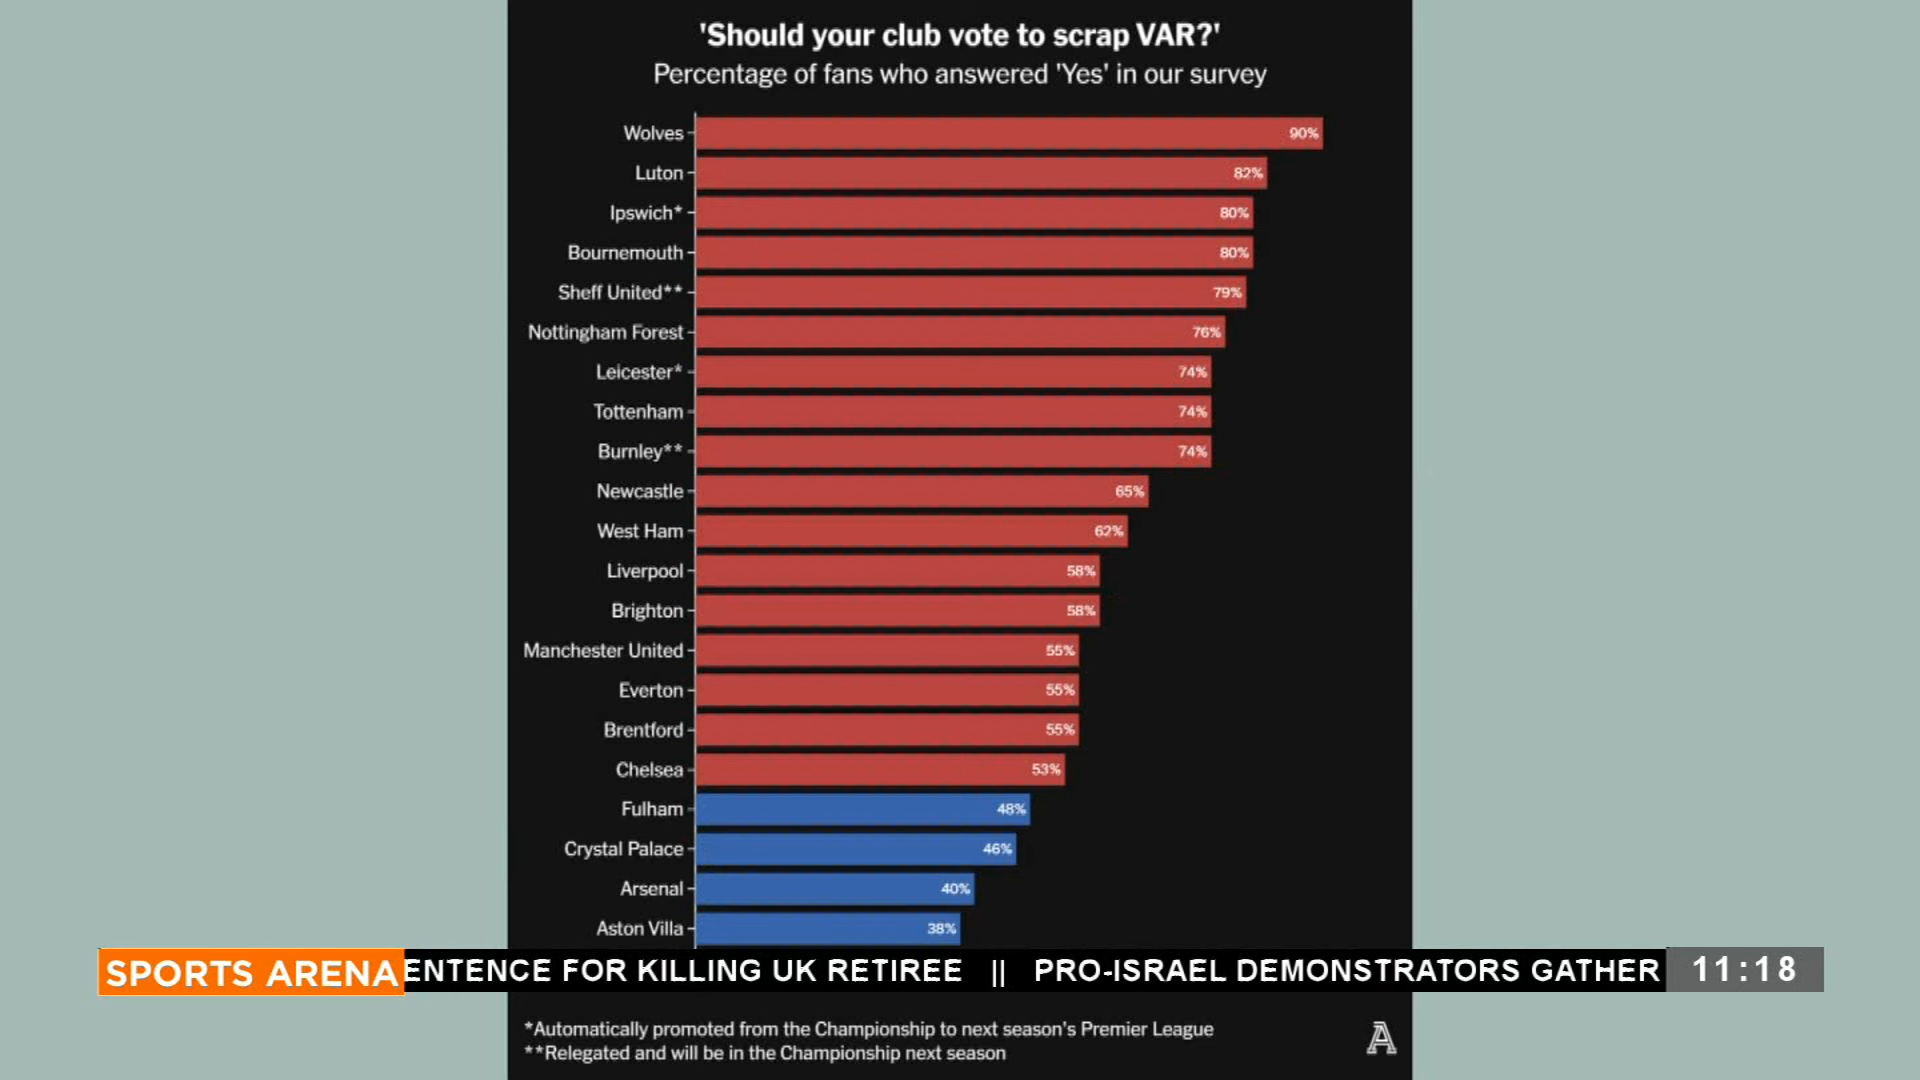 'Should your club vote to scrap VAR?'
Percentage of fans who answered 'Yes' in our survey
Wolves 90%
Luton 82%
Ipswich* 80%
Bournemouth 80%
Sheff United** 79%
Nottingham Forest 76%
Leicester* 74%
Tottenham 74%
Burnley** 74%
Newcastle 65%
West Ham 62%
Liverpool 58%
Brighton 58%
Manchester United 55%
Everton 55%
Brentford 55%
Chelsea 53%
Fulham 48%
Crystal Palace 46%
Arsenal 40%
Aston Villa 38%
SPORTS ARENA ENTENCE FOR KILLING UK RETIREE || PRO-ISRAEL DEMONSTRATORS GATHER 11:18
*Automatically promoted from the Championship to next season's Premier League
**Relegated and will be in the Championship next season
A